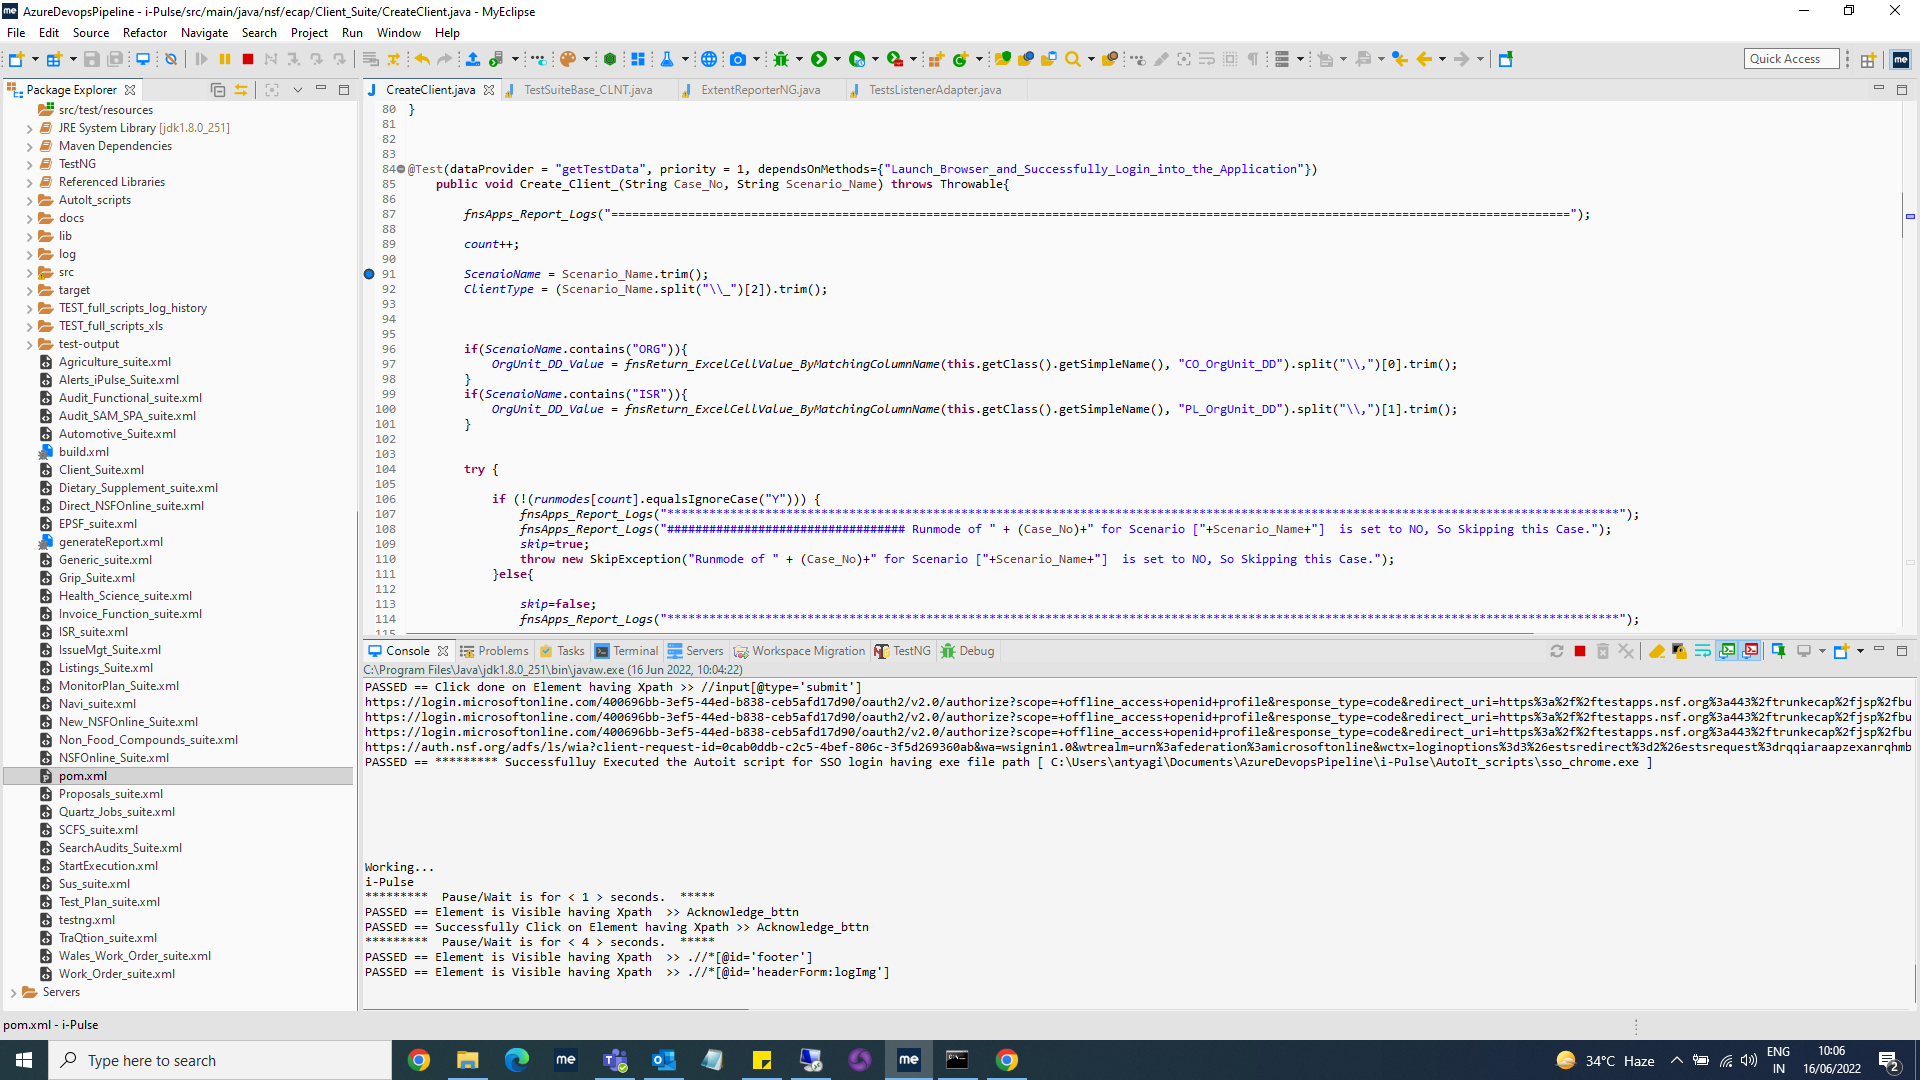 AzureDevopsPipeline - i-Pulse/src/main/java/nsf/ecap/Client_Suite/CreateClient.java - MyEclipse
File Edit Source Refactor Navigate Search Project Run Window Help
Quick Access
Package Explorer
src/test/resources
JRE System Library [jdk1.8.0_251]
Maven Dependencies
TestNG
Referenced Libraries
AutoIt_scripts
docs
lib
log
src
target
TEST_full_scripts_log_history
TEST_full_scripts_xls
test-output
Agriculture_suite.xml
Alerts_iPulse_Suite.xml
Audit_Functional_suite.xml
Audit_SAM_SPA_suite.xml
Automotive_Suite.xml
build.xml
Client_Suite.xml
Dietary_Supplement_suite.xml
Direct_NSFOnline_suite.xml
EPSF_suite.xml
generateReport.xml
Generic_suite.xml
Grip_Suite.xml
Health_Science_suite.xml
Invoice_Function_suite.xml
ISR_suite.xml
IssueMgt_Suite.xml
Listings_Suite.xml
MonitorPlan_Suite.xml
Navi_suite.xml
New_NSFOnline_Suite.xml
Non_Food_Compounds_suite.xml
NSFOnline_Suite.xml
pom.xml
Proposals_suite.xml
Quartz_Jobs_suite.xml
SCFS_suite.xml
SearchAudits_Suite.xml
StartExecution.xml
Sus_suite.xml
Test_Plan_suite.xml
testng.xml
TraQtion_suite.xml
Wales_Work_Order_suite.xml
Work_Order_suite.xml
Servers
CreateClient.java TestSuiteBase_CLNT.java ExtentReporterNG.java TestsListenerAdapter.java
80 }
81
82
83
84 @Test(dataProvider = "getTestData", priority = 1, dependsOnMethods={"Launch_Browser_and_Successfully_Login_into_the_Application"})
85 public void Create_Client_(String Case_No, String Scenario_Name) throws Throwable{
86
87 fnsApps_Report_Logs("=========================================================================================================================================");
88
89 count++;
90
91 ScenaioName = Scenario_Name.trim();
92 ClientType = (Scenario_Name.split("\\_")[2]).trim();
93
94
95
96 if(ScenaioName.contains("ORG")){
97 OrgUnit_DD_Value = fnsReturn_ExcelCellValue_ByMatchingColumnName(this.getClass().getSimpleName(), "CO_OrgUnit_DD").split("\\,")[0].trim();
98 }
99 if(ScenaioName.contains("ISR")){
100 OrgUnit_DD_Value = fnsReturn_ExcelCellValue_ByMatchingColumnName(this.getClass().getSimpleName(), "PL_OrgUnit_DD").split("\\,")[1].trim();
101 }
102
103
104 try {
105
106 if (!(runmodes[count].equalsIgnoreCase("Y"))) {
107 fnsApps_Report_Logs("****************************************************************************************************************************************");
108 fnsApps_Report_Logs("################################## Runmode of " + (Case_No)+" for Scenario ["+Scenario_Name+"]  is set to NO, So Skipping this Case.");
109 skip=true;
110 throw new SkipException("Runmode of " + (Case_No)+" for Scenario ["+Scenario_Name+"]  is set to NO, So Skipping this Case.");
111 }else{
112
113 skip=false;
114 fnsApps_Report_Logs("****************************************************************************************************************************************");
115
Console Problems Tasks Terminal Servers Workspace Migration TestNG Debug
C:\Program Files\Java\jdk1.8.0_251\bin\javaw.exe (16 Jun 2022, 10:04:22)
PASSED == Click done on Element having Xpath >> //input[@type='submit']
https://login.microsoftonline.com/400696bb-3ef5-44ed-b838-ceb5afd17d90/oauth2/v2.0/authorize?scope=+offline_access+openid+profile&response_type=code&redirect_uri=https%3a%2f%2ftestapps.nsf.org%3a443%2ftrunkecap%2fjsp%2fbu
https://login.microsoftonline.com/400696bb-3ef5-44ed-b838-ceb5afd17d90/oauth2/v2.0/authorize?scope=+offline_access+openid+profile&response_type=code&redirect_uri=https%3a%2f%2ftestapps.nsf.org%3a443%2ftrunkecap%2fjsp%2fbu
https://login.microsoftonline.com/400696bb-3ef5-44ed-b838-ceb5afd17d90/oauth2/v2.0/authorize?scope=+offline_access+openid+profile&response_type=code&redirect_uri=https%3a%2f%2ftestapps.nsf.org%3a443%2ftrunkecap%2fjsp%2fbu
https://auth.nsf.org/adfs/ls/wia?client-request-id=0cab0ddb-c2c5-4bef-806c-3f5d269360ab&wa=wsignin1.0&wtrealm=urn%3afederation%3amicrosoftonline&wctx=loginoptions%3d3%26estsredirect%3d2%26estsrequest%3drqqiaraapzexanrqhmb
PASSED == ********* Successfulluy Executed the Autoit script for SSO login having exe file path [ C:\Users\antyagi\Documents\AzureDevopsPipeline\i-Pulse\AutoIt_scripts\sso_chrome.exe ]
Working...
i-Pulse
*********  Pause/Wait is for < 1 > seconds.  *****
PASSED == Element is Visible having Xpath  >> Acknowledge_bttn
PASSED == Successfully Click on Element having Xpath >> Acknowledge_bttn
*********  Pause/Wait is for < 4 > seconds.  *****
PASSED == Element is Visible having Xpath  >> .//*[@id='footer']
PASSED == Element is Visible having Xpath  >> .//*[@id='headerForm:logImg']
pom.xml - i-Pulse
Type here to search
34°C Haze
ENG
IN
10:06
16/06/2022
2